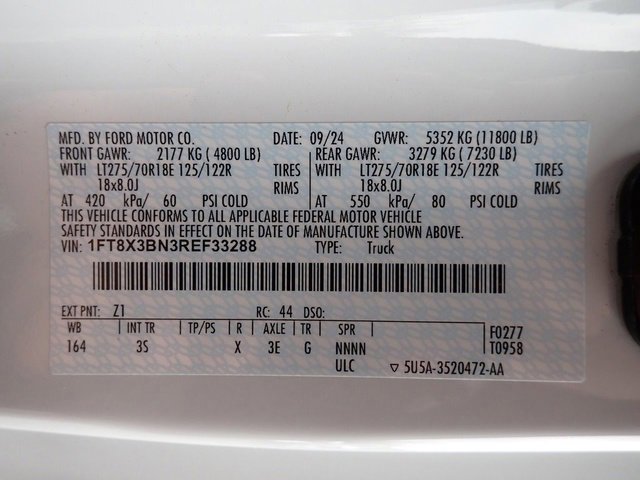 MFD. BY FORD MOTOR CO. DATE: 09/24 GVWR: 5352 KG (11800 LB)
FRONT GAWR: 2177 KG ( 4800 LB) REAR GAWR: 3279 KG ( 7230 LB)
WITH LT275/70R18E 125/122R TIRES WITH LT275/70R18E 125/122R TIRES
18x8.0J RIMS 18x8.0J RIMS
AT 420 kPa/ 60 PSI COLD AT 550 kPa/ 80 PSI COLD
THIS VEHICLE CONFORMS TO ALL APPLICABLE FEDERAL MOTOR VEHICLE
SAFETY STANDARDS IN EFFECT ON THE DATE OF MANUFACTURE SHOWN ABOVE.
VIN: 1FT8X3BN3REF33288 TYPE: Truck
EXT PNT: Z1 RC: 44 DSO:
WB INT TR TP/PS R AXLE TR SPR F0277
164 3S X 3E G NNNN T0958
ULC ▽ 5U5A-3520472-AA